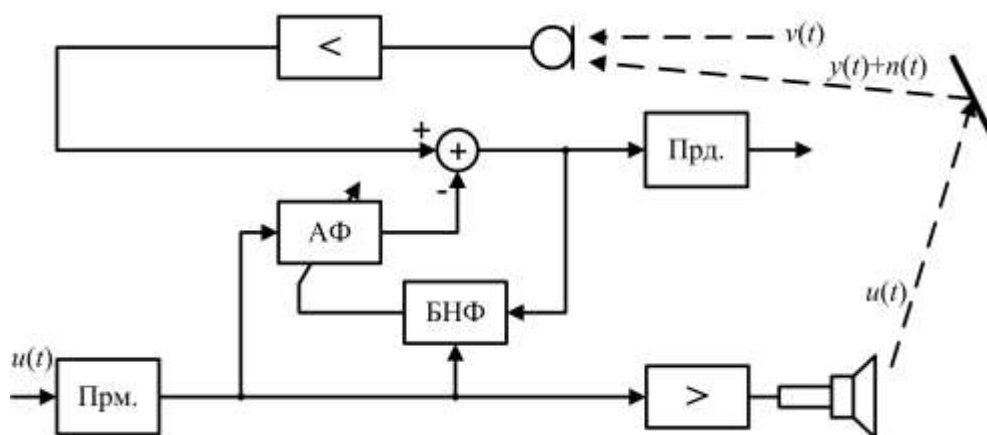 <
v(t)
y(t)+n(t)
+
+
Прд.
-
АФ
БНФ
u(t)
u(t)
Прм.
>